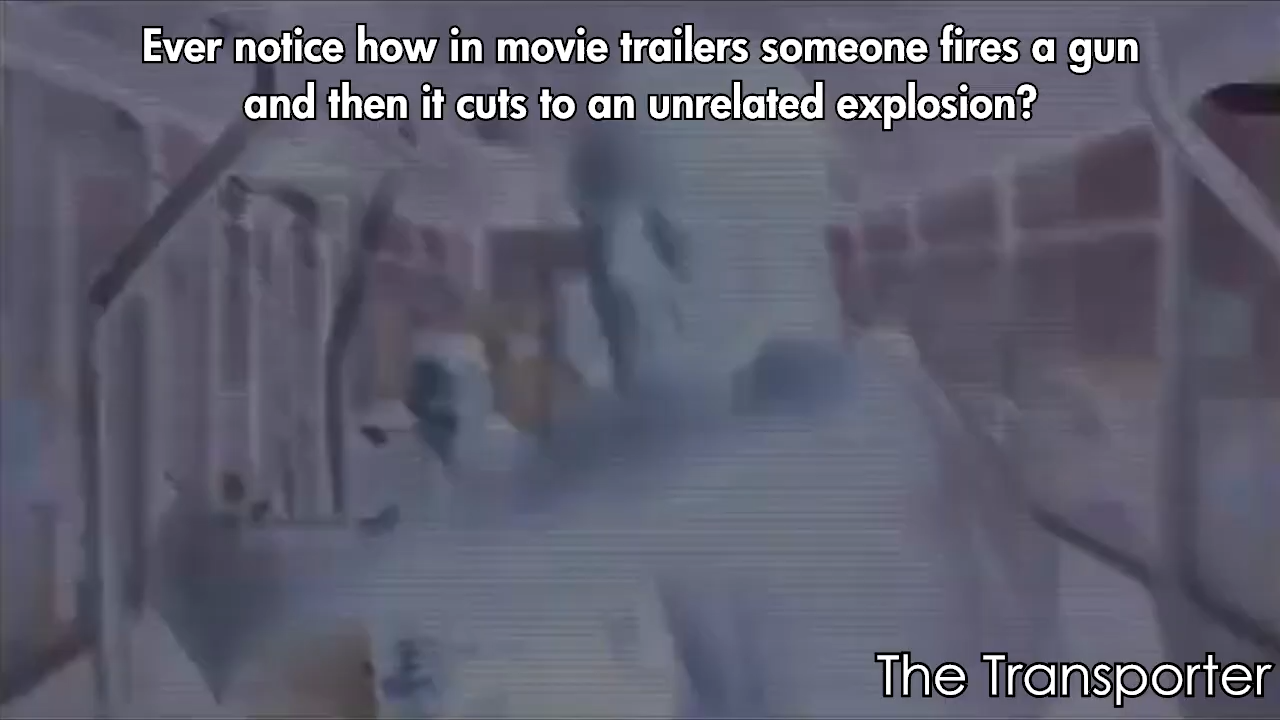 Ever notice how in movie trailers someone fires a gun
and then it cuts to an unrelated explosion?
The Transporter